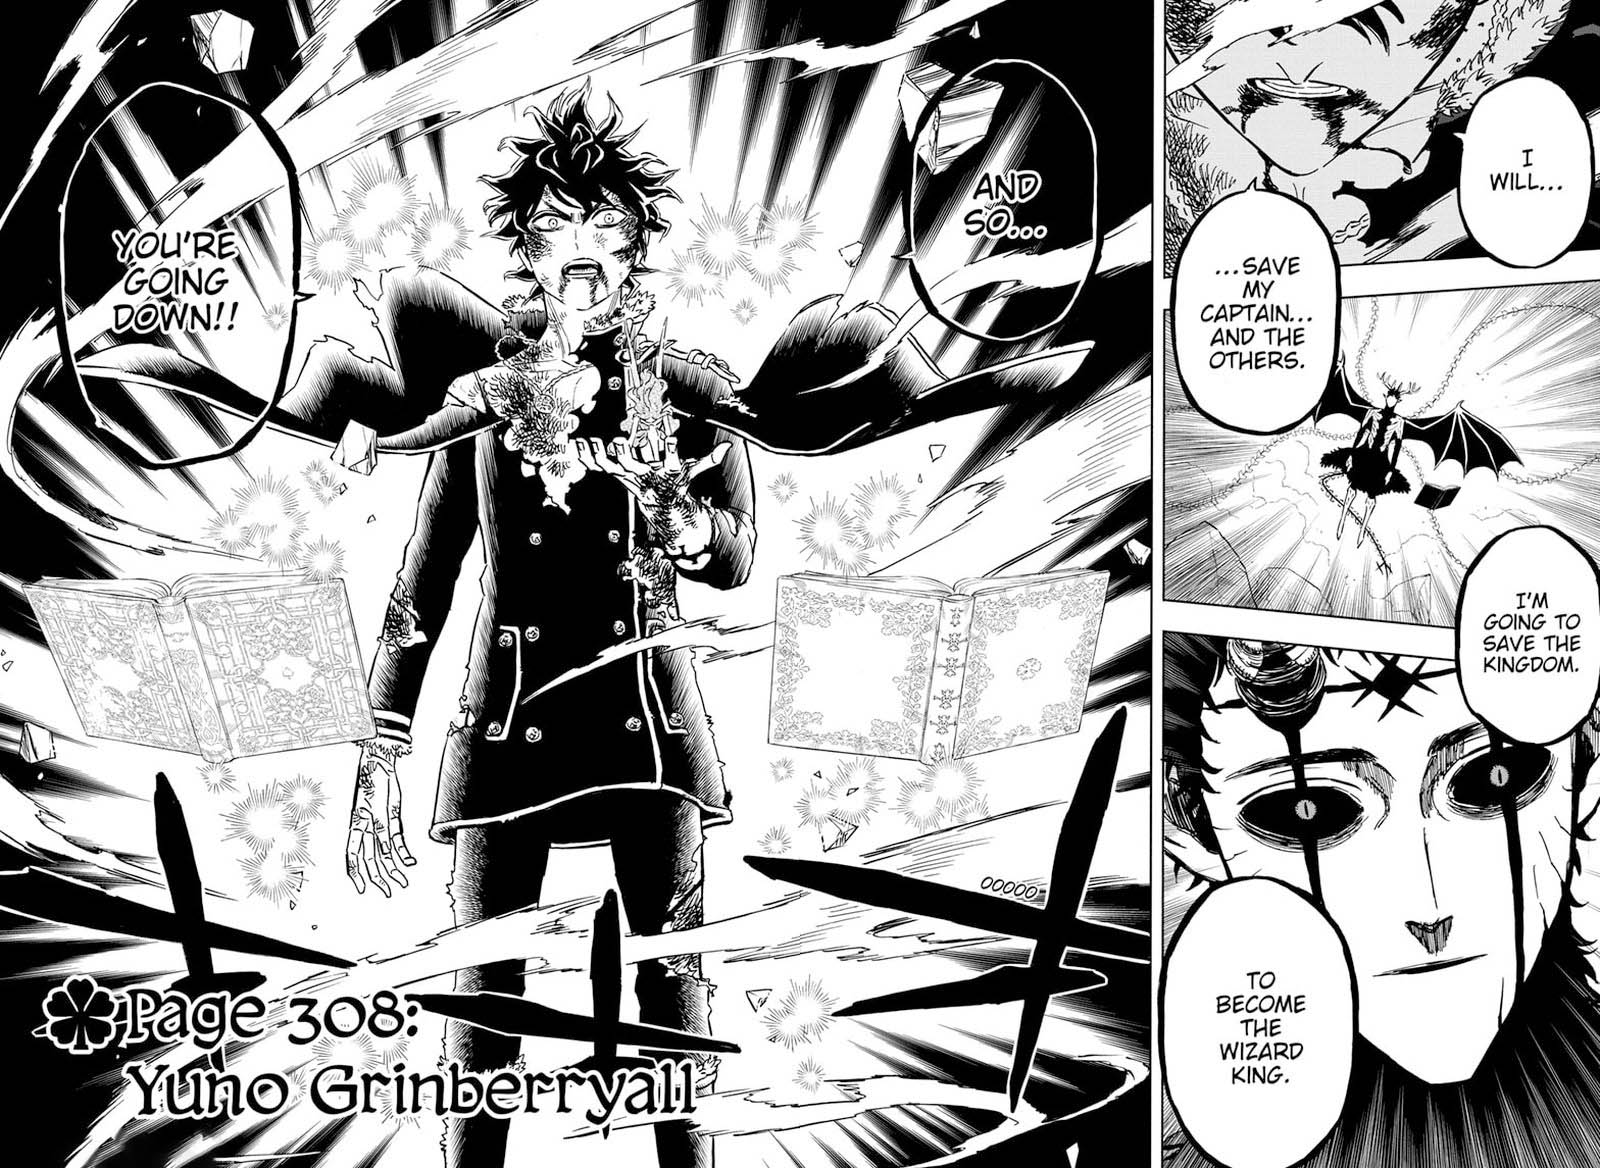 I
WILL...
...SAVE
MY
CAPTAIN...
AND THE
OTHERS.
I'M
GOING TO
SAVE THE
KINGDOM.
TO
BECOME
THE
WIZARD
KING.
AND
SO...
YOU'RE
GOING
DOWN!!
OOOOO
Page 308:
Yuno Grinberryall